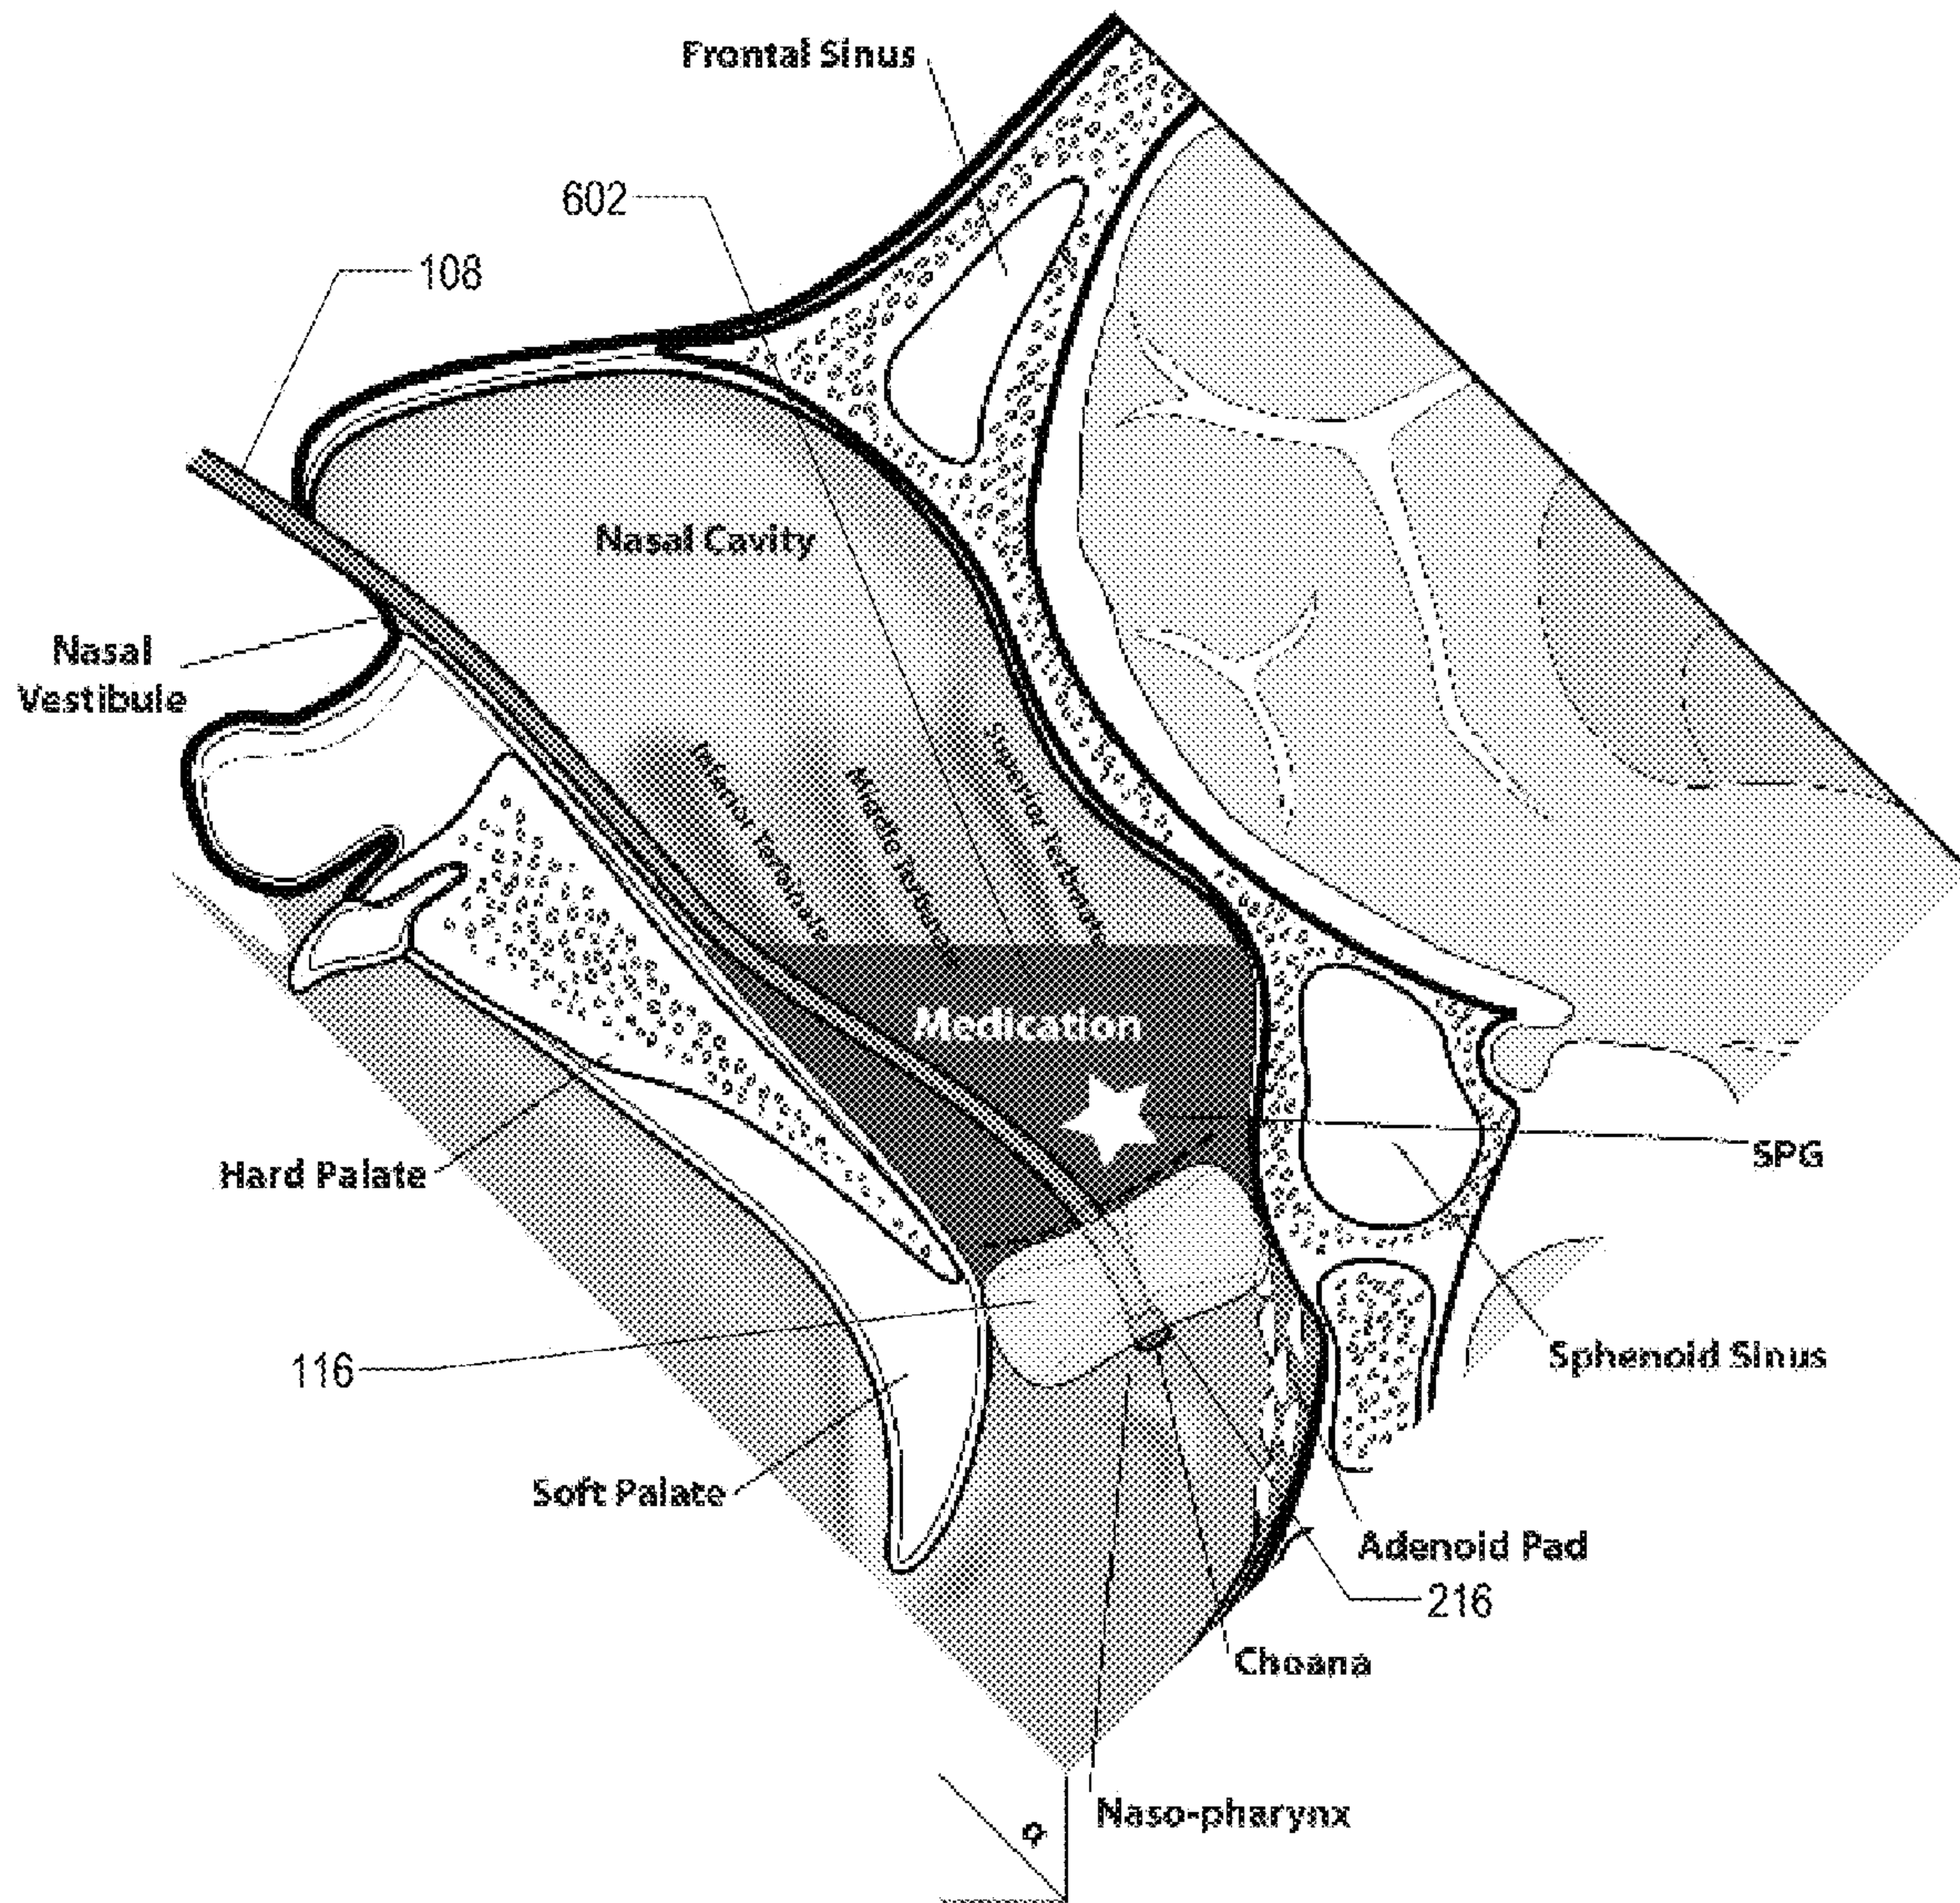 Frontal Sinus
602
108
Nasal Cavity
Nasal
Vestibule
Inferior Turbinate
Middle Turbinate
Superior Turbinate
Medication
SPG
Hard Palate
Sphenoid Sinus
116
Soft Palate
Adenoid Pad
216
Choana
Naso-pharynx